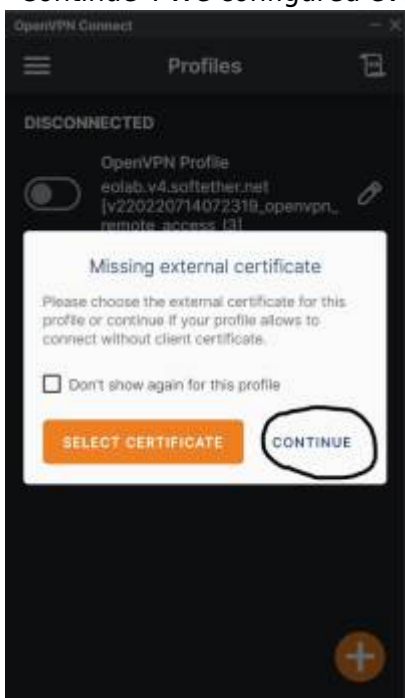 OpenVPN Connect
Profiles
DISCONNECTED
OpenVPN Profile
eolab.v4.softether.net
[v220220714072319_openvpn_
remote_access_l3]
Missing external certificate
Please choose the external certificate for this
profile or continue if your profile allows to
connect without client certificate.
Don't show again for this profile
SELECT CERTIFICATE
CONTINUE